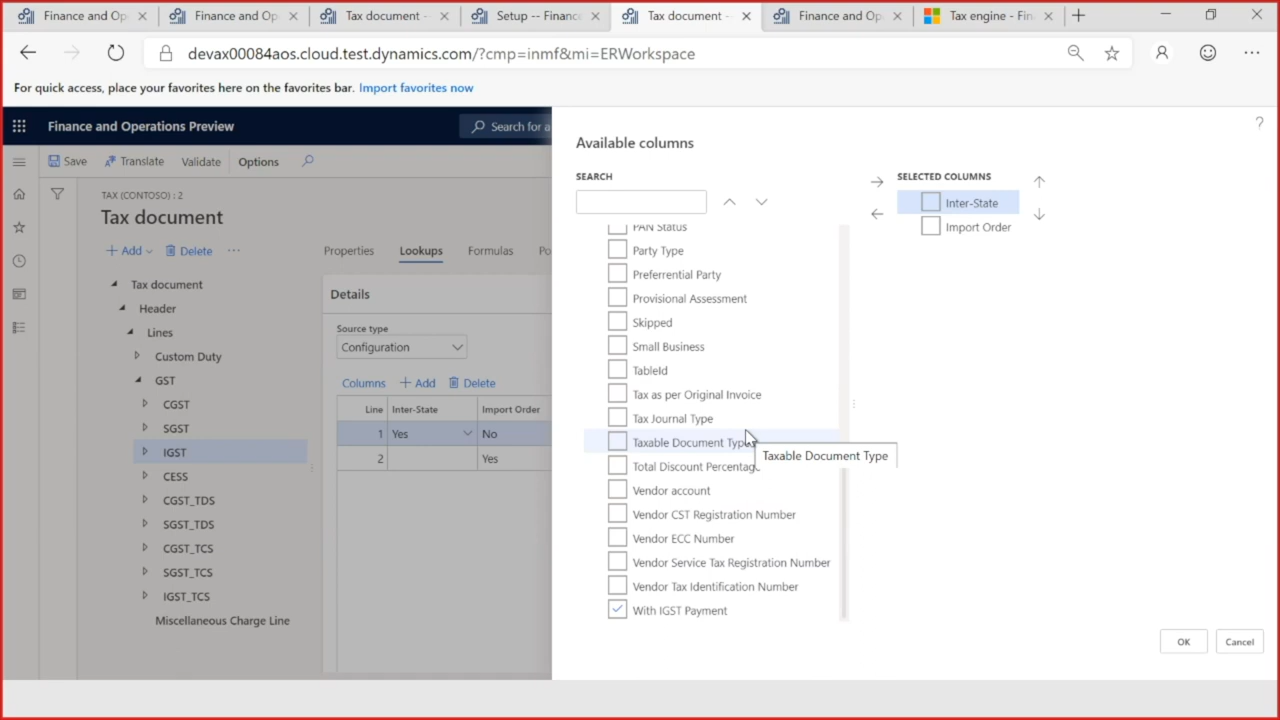 Finance and Op
Finance and Op
Tax document -
Setup -- Finance
Tax document --
Finance and Op
Tax engine - Fin
devax00084aos.cloud.test.dynamics.com/?cmp=inmf&mi=ERWorkspace
For quick access, place your favorites here on the favorites bar. Import favorites now
Finance and Operations Preview
Search for a
Save
Translate
Validate
Options
TAX (CONTOSO) : 2
Tax document
+ Add
Delete
...
Tax document
Header
Lines
Custom Duty
GST
CGST
SGST
IGST
CESS
CGST_TDS
SGST_TDS
CGST_TCS
SGST_TCS
IGST_TCS
Miscellaneous Charge Line
Properties
Lookups
Formulas
Po
Details
Source type
Configuration
Columns
+ Add
Delete
Line Inter-State Import Order
1 Yes No
2 Yes
?
Available columns
SEARCH
PAN Status
Party Type
Preferrential Party
Provisional Assessment
Skipped
Small Business
TableId
Tax as per Original Invoice
Tax Journal Type
Taxable Document Type
Taxable Document Type
Total Discount Percentage
Vendor account
Vendor CST Registration Number
Vendor ECC Number
Vendor Service Tax Registration Number
Vendor Tax Identification Number
With IGST Payment
SELECTED COLUMNS
Inter-State
Import Order
OK
Cancel